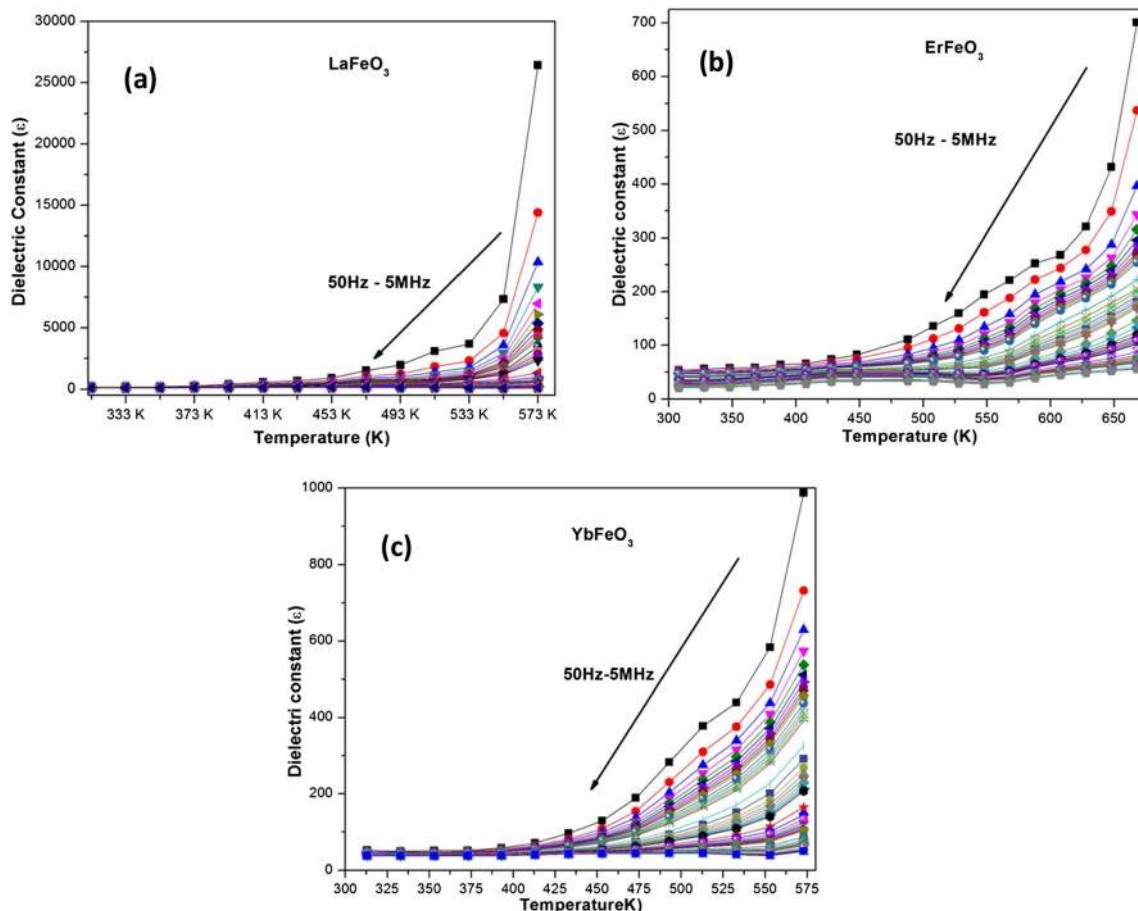 (a)
LaFeO3
50Hz - 5MHz
Dielectric Constant (ε)
30000
25000
20000
15000
10000
5000
0
333 K 373 K 413 K 453 K 493 K 533 K 573 K
Temperature (K)
(b)
ErFeO3
50Hz - 5MHz
Dielectric constant (ε)
700
600
500
400
300
200
100
0
300 350 400 450 500 550 600 650
Temperature (K)
(c)
YbFeO3
50Hz-5MHz
Dielectri constant (ε)
1000
800
600
400
200
0
300 325 350 375 400 425 450 475 500 525 550 575
TemperatureK)